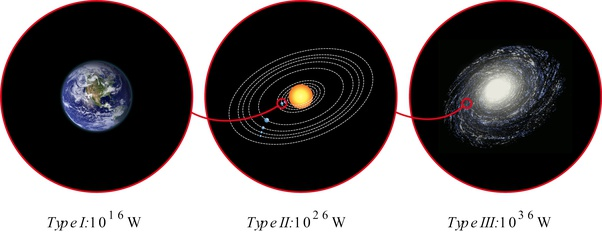 Type I:10¹⁶ W
Type II:10²⁶ W
Type III:10³⁶ W